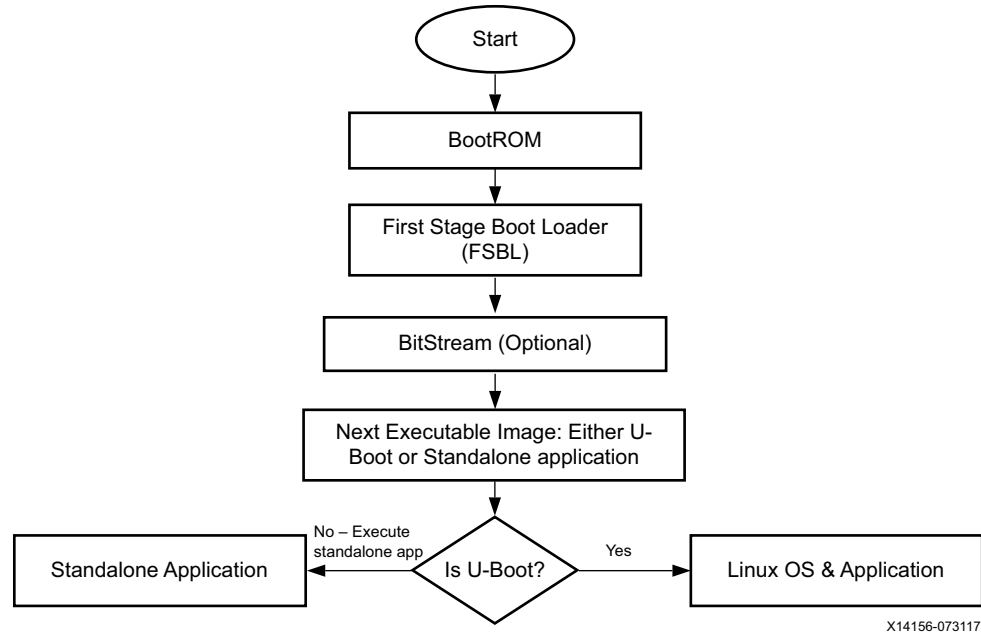 Start
BootROM
First Stage Boot Loader
(FSBL)
BitStream (Optional)
Next Executable Image: Either U-
Boot or Standalone application
No – Execute
standalone app
Standalone Application
Is U-Boot?
Yes
Linux OS & Application
X14156-073117